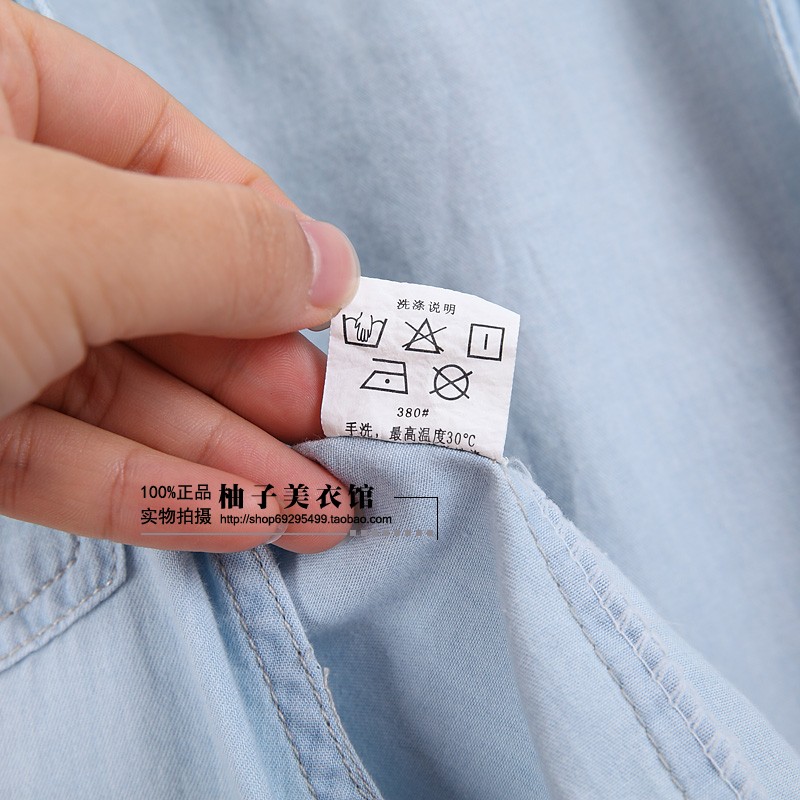 洗涤说明
380#
手洗，最高温度30°C
100%正品 柚子美衣馆
实物拍摄 http://shop69295499.taobao.com